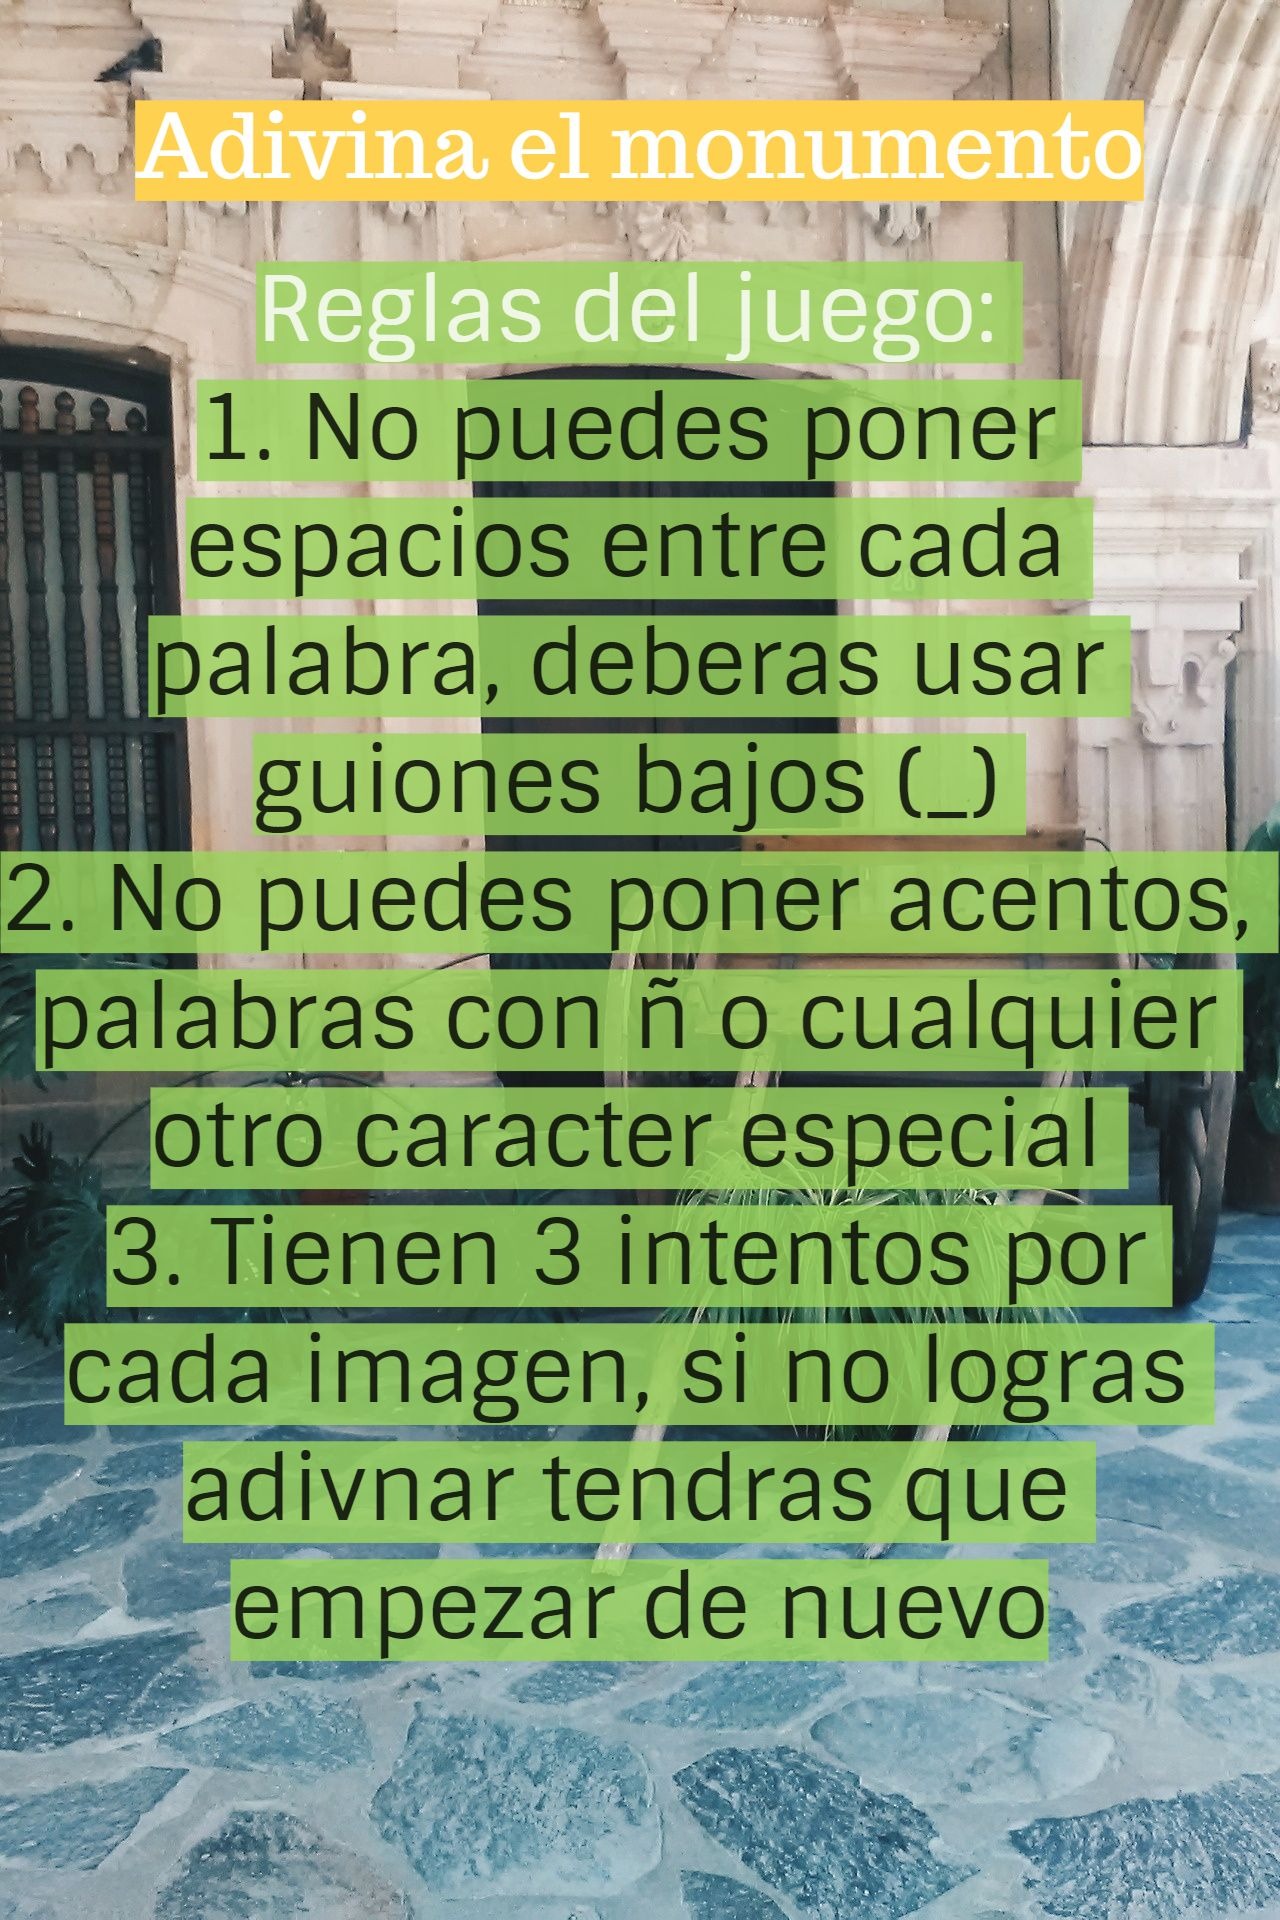 Adivina el monumento
Reglas del juego:
1. No puedes poner
espacios entre cada
palabra, deberas usar
guiones bajos (_)
2. No puedes poner acentos,
palabras con ñ o cualquier
otro caracter especial
3. Tienen 3 intentos por
cada imagen, si no logras
adivnar tendras que
empezar de nuevo